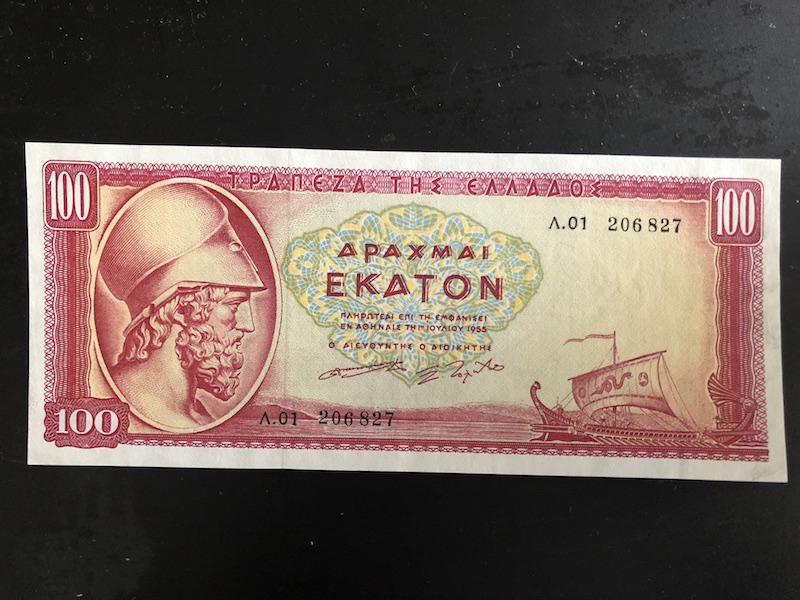 100
ΤΡΑΠΕΖΑ ΤΗΣ ΕΛΛΑΔΟΣ
100
Λ.01 206827
ΔΡΑΧΜΑΙ
ΕΚΑΤΟΝ
ΠΛΗΡΩΤΕΑΙ ΕΠΙ ΤΗ ΕΜΦΑΝΙΣΕΙ
ΕΝ ΑΘΗΝΑΙΣ ΤΗ 1η ΙΟΥΛΙΟΥ 1955
Ο ΔΙΕΥΘΥΝΤΗΣ Ο ΔΙΟΙΚΗΤΗΣ
100
Λ.01 206827